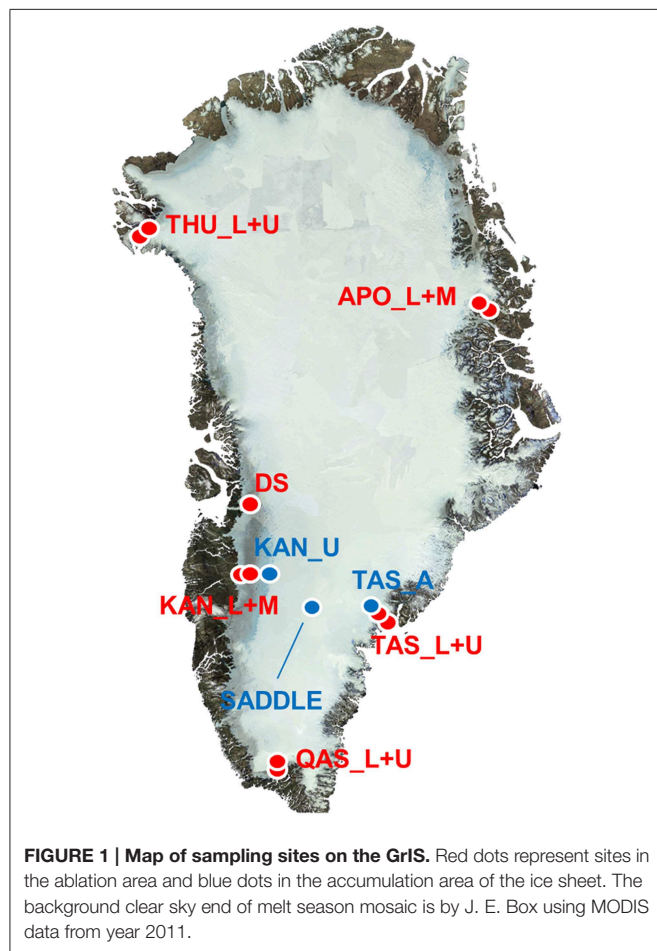 THU_L+U
APO_L+M
DS
KAN_U
TAS_A
KAN_L+M
TAS_L+U
SADDLE
QAS_L+U
FIGURE 1 | Map of sampling sites on the GrIS. Red dots represent sites in
the ablation area and blue dots in the accumulation area of the ice sheet. The
background clear sky end of melt season mosaic is by J. E. Box using MODIS
data from year 2011.